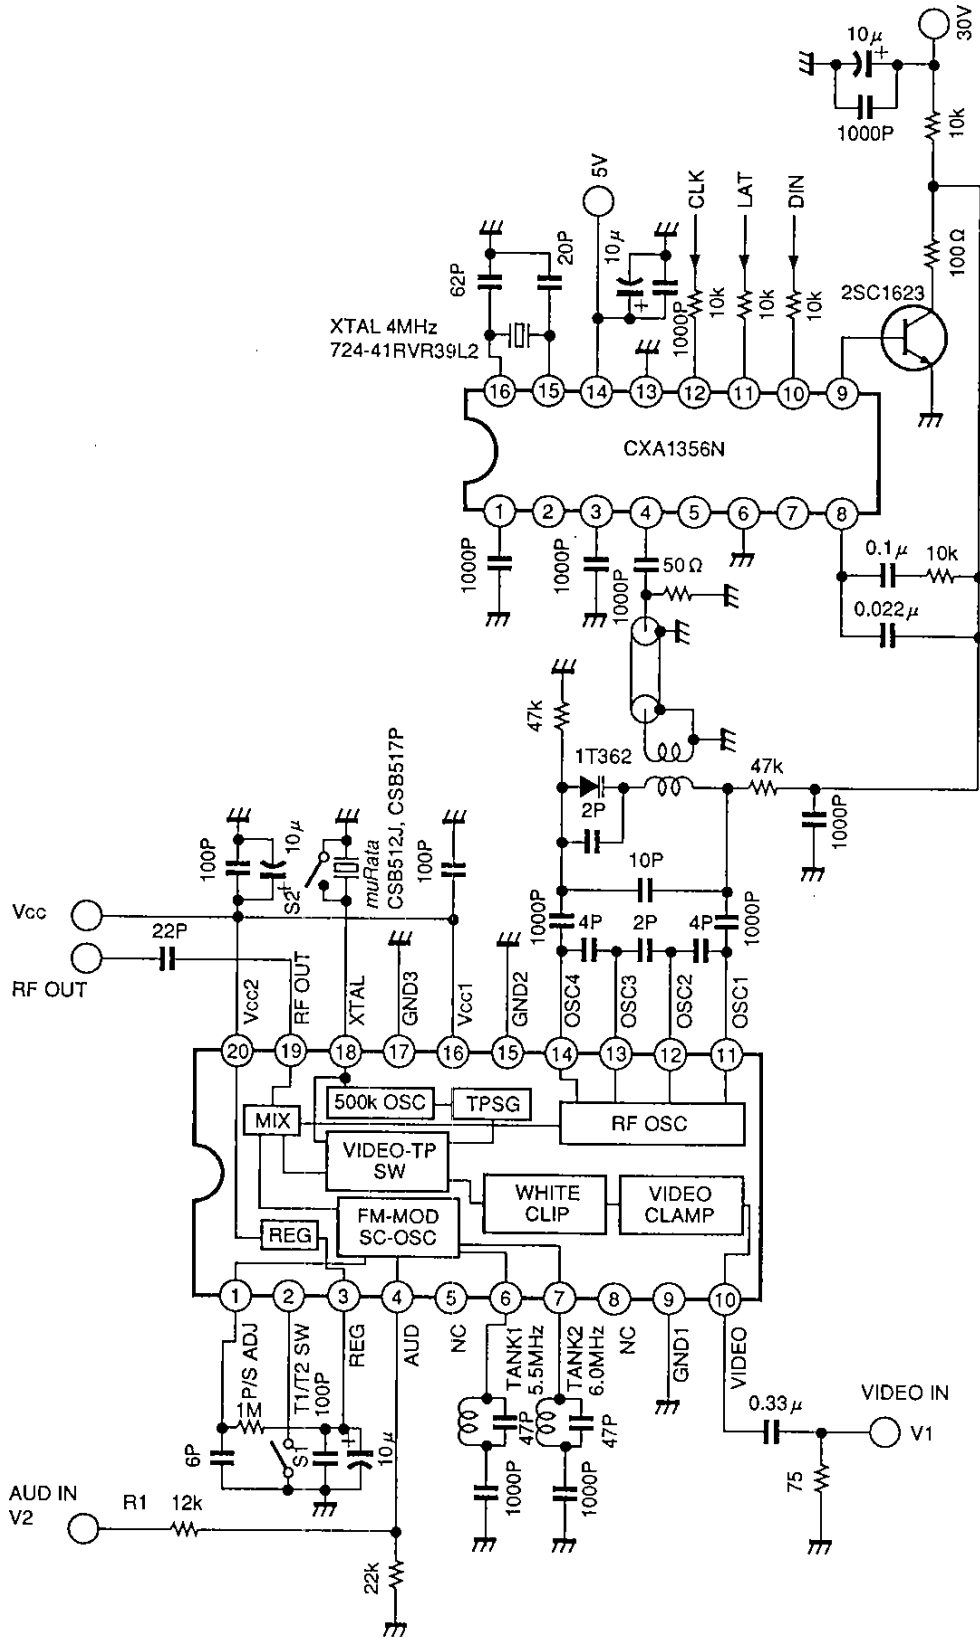 30V
10μ
+
1000P
10k
5V
CLK
LAT
DIN
62P
20P
10μ
+
1000P
10k
10k
10k
100Ω
2SC1623
XTAL 4MHz
724-41RVR39L2
16
15
14
13
12
11
10
9
CXA1356N
1
2
3
4
5
6
7
8
1000P
1000P
1000P
50Ω
0.1μ
10k
0.022μ
47k
1T362
2P
47k
1000P
10P
1000P
4P
2P
4P
1000P
100P
10μ
+
S2
muRata
CSB512J, CSB517P
100P
Vcc
22P
RF OUT
Vcc2
RF OUT
XTAL
GND3
Vcc1
GND2
OSC4
OSC3
OSC2
OSC1
20
19
18
17
16
15
14
13
12
11
500k OSC
TPSG
MIX
RF OSC
VIDEO-TP
SW
WHITE
CLIP
VIDEO
CLAMP
FM-MOD
SC-OSC
REG
1
2
3
4
5
6
7
8
9
10
P/S ADJ
T1/T2 SW
REG
AUD
NC
TANK1
5.5MHz
TANK2
6.0MHz
NC
GND1
VIDEO
1M
6P
S1
100P
+
10μ
47P
1000P
47P
1000P
0.33μ
VIDEO IN
V1
75
AUD IN
V2
R1
12k
22k